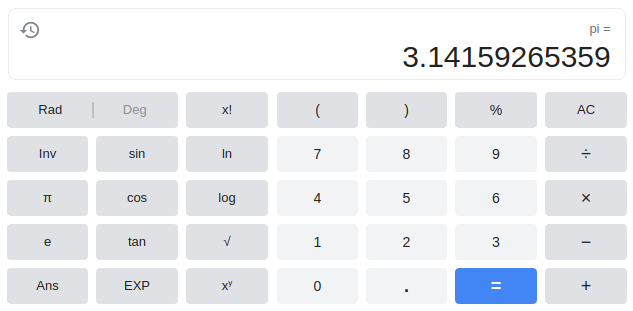 pi =
3.14159265359
Rad | Deg x! ( ) % AC
Inv sin ln 7 8 9 ÷
π cos log 4 5 6 ×
e tan √ 1 2 3 −
Ans EXP xʸ 0 . = +